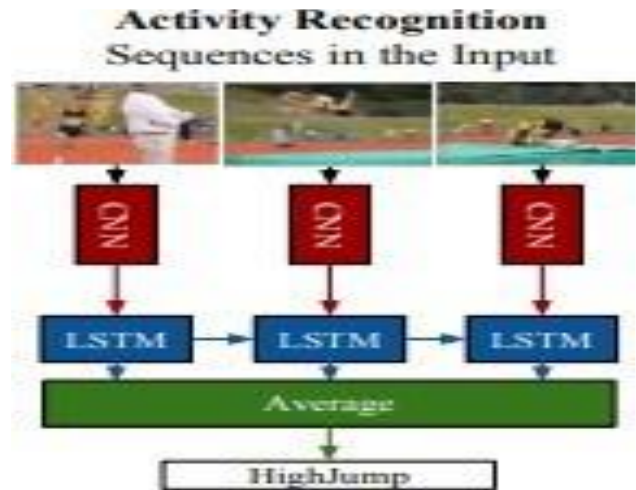 Activity Recognition
Sequences in the Input
CNN CNN CNN
LSTM LSTM LSTM
Average
HighJump